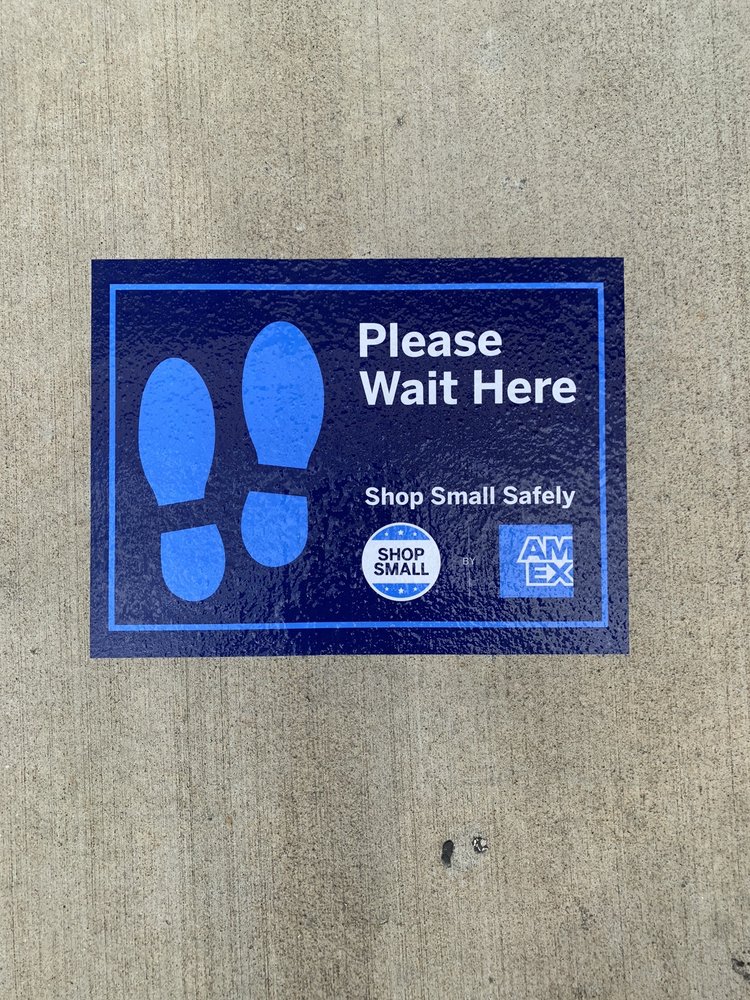 Please
Wait Here
Shop Small Safely
SHOP
SMALL
BY
AM
EX